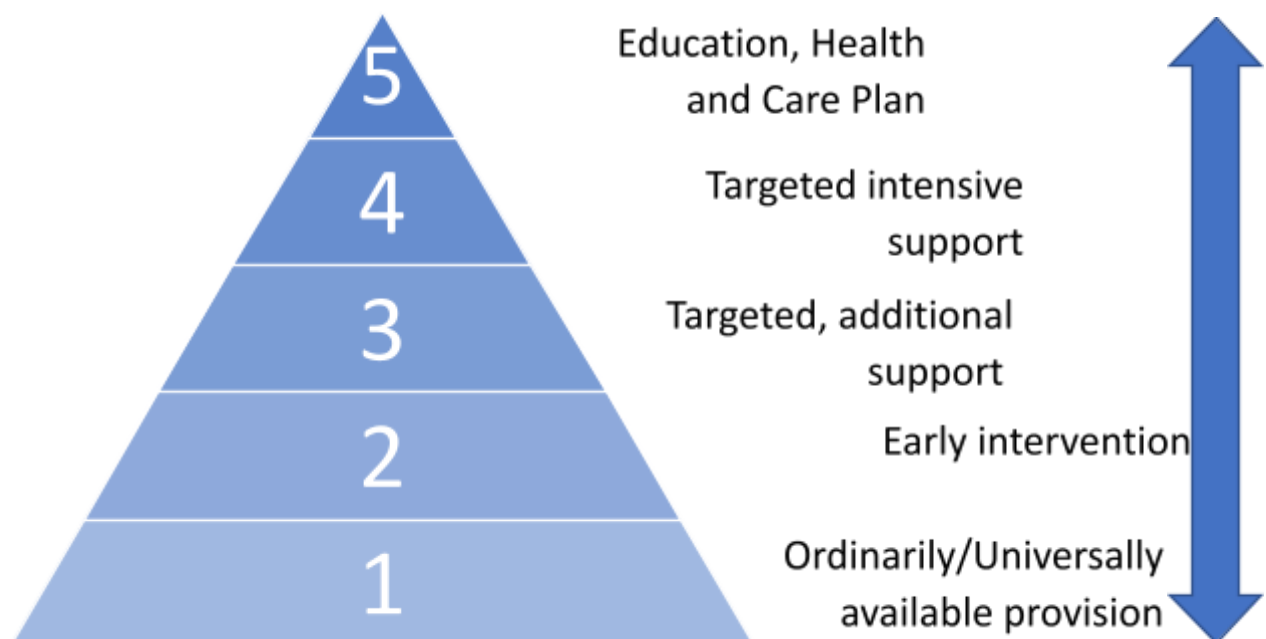 5
Education, Health
and Care Plan
4
Targeted intensive
support
3
Targeted, additional
support
2
Early intervention
1
Ordinarily/Universally
available provision